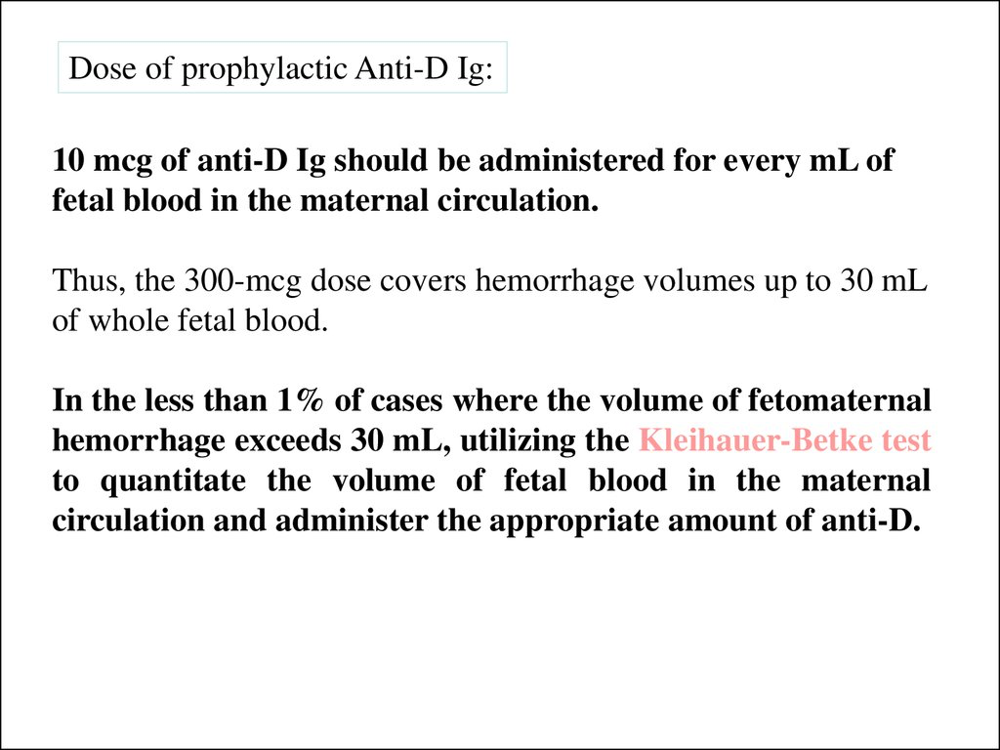 Dose of prophylactic Anti-D Ig:
10 mcg of anti-D Ig should be administered for every mL of
fetal blood in the maternal circulation.
Thus, the 300-mcg dose covers hemorrhage volumes up to 30 mL
of whole fetal blood.
In the less than 1% of cases where the volume of fetomaternal
hemorrhage exceeds 30 mL, utilizing the Kleihauer-Betke test
to quantitate the volume of fetal blood in the maternal
circulation and administer the appropriate amount of anti-D.